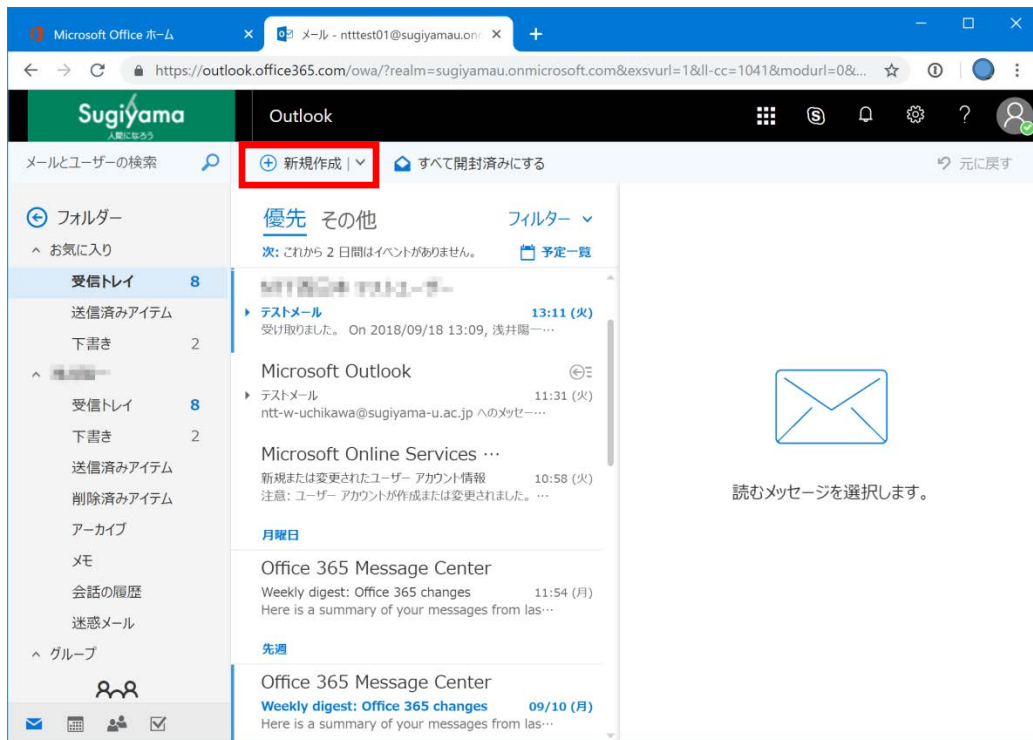 Microsoft Office ホーム
メール - ntttest01@sugiyamau.onr
https://outlook.office365.com/owa/?realm=sugiyamau.onmicrosoft.com&exsvurl=1&ll-cc=1041&modurl=0&...
Sugiyama
人間になろう
Outlook
メールとユーザーの検索
新規作成
すべて開封済みにする
元に戻す
フォルダー
お気に入り
受信トレイ 8
送信済みアイテム
下書き 2
受信トレイ 8
下書き 2
送信済みアイテム
削除済みアイテム
アーカイブ
メモ
会話の履歴
迷惑メール
グループ
優先 その他 フィルター
次: これから 2 日間はイベントがありません。 予定一覧
テストメール 13:11 (火)
受け取りました。 On 2018/09/18 13:09, 浅井陽一…
Microsoft Outlook
テストメール 11:31 (火)
ntt-w-uchikawa@sugiyama-u.ac.jp へのメッセー…
Microsoft Online Services …
新規または変更されたユーザー アカウント情報 10:58 (火)
注意: ユーザー アカウントが作成または変更されました。 …
月曜日
Office 365 Message Center
Weekly digest: Office 365 changes 11:54 (月)
Here is a summary of your messages from las…
先週
Office 365 Message Center
Weekly digest: Office 365 changes 09/10 (月)
Here is a summary of your messages from las…
読むメッセージを選択します。